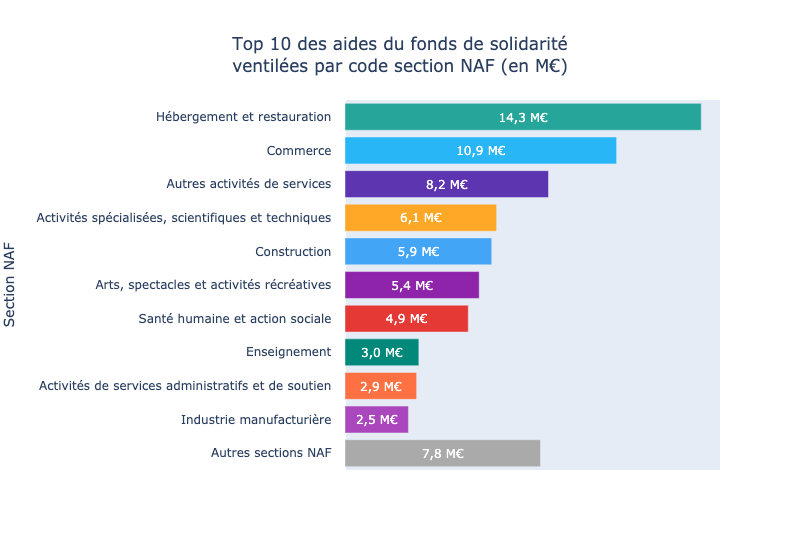 Top 10 des aides du fonds de solidarité
ventilées par code section NAF (en M€)
Section NAF
Hébergement et restauration 14,3 M€
Commerce 10,9 M€
Autres activités de services 8,2 M€
Activités spécialisées, scientifiques et techniques 6,1 M€
Construction 5,9 M€
Arts, spectacles et activités récréatives 5,4 M€
Santé humaine et action sociale 4,9 M€
Enseignement 3,0 M€
Activités de services administratifs et de soutien 2,9 M€
Industrie manufacturière 2,5 M€
Autres sections NAF 7,8 M€